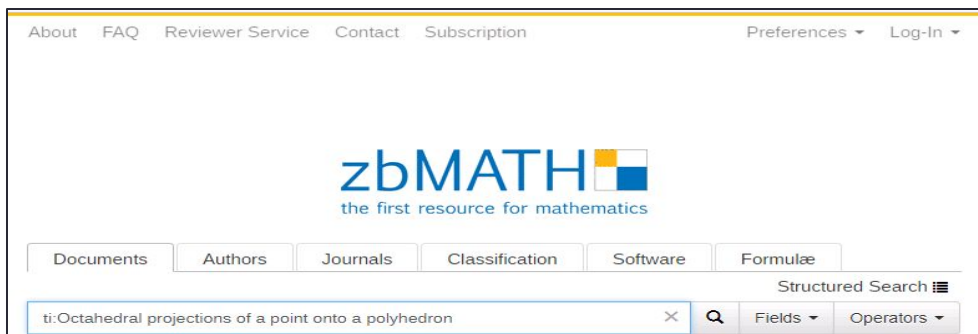 About FAQ Reviewer Service Contact Subscription Preferences Log-In
zbMATH
the first resource for mathematics
Documents Authors Journals Classification Software Formulæ
Structured Search
ti:Octahedral projections of a point onto a polyhedron × Fields Operators